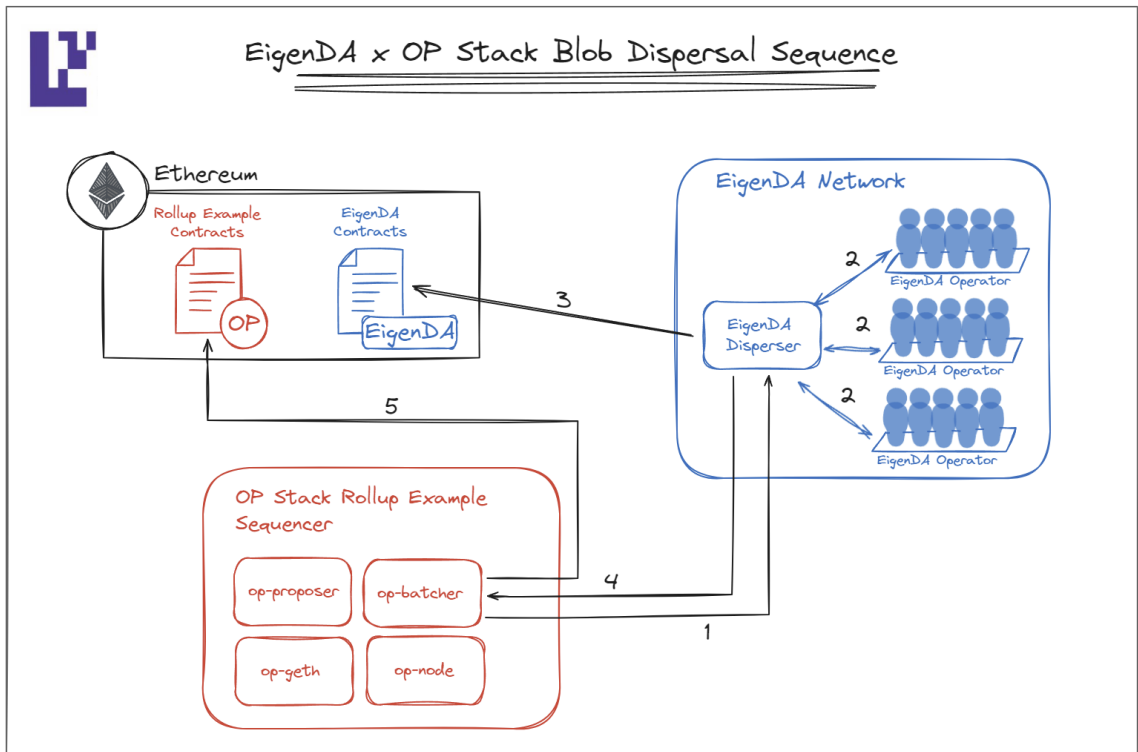 EigenDA x OP Stack Blob Dispersal Sequence
Ethereum
Rollup Example
Contracts
OP
EigenDA
Contracts
EigenDA
3
5
EigenDA Network
EigenDA
Disperser
2
EigenDA Operator
2
EigenDA Operator
2
EigenDA Operator
OP Stack Rollup Example
Sequencer
op-proposer
op-batcher
op-geth
op-node
4
1